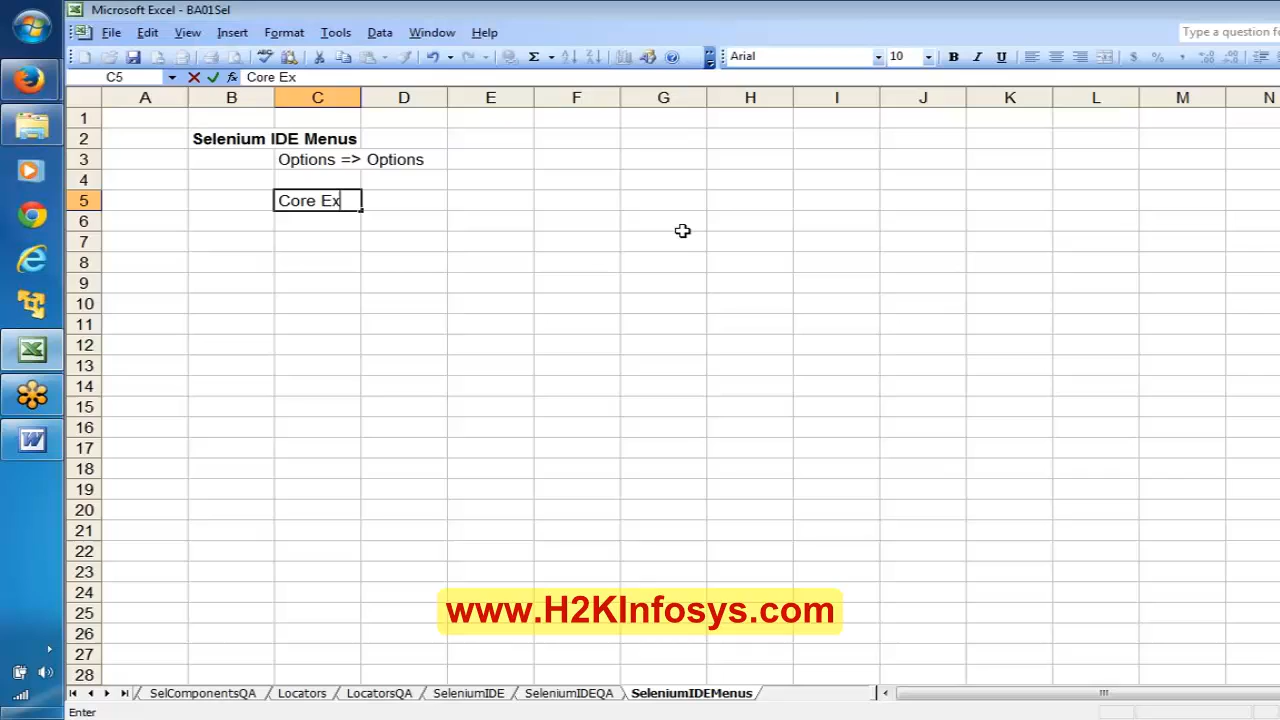 Microsoft Excel - BA01Sel
File Edit View Insert Format Tools Data Window Help
Type a question f
Arial 10 B I U $ %
C5 fx Core Ex
A B C D E F G H I J K L M N
1
2 Selenium IDE Menus
3 Options => Options
4
5 Core Ex
6
7
8
9
10
11
12
13
14
15
16
17
18
19
20
21
22
23
24
25
26
27
28
www.H2KInfosys.com
SelComponentsQA Locators LocatorsQA SeleniumIDE SeleniumIDEQA SeleniumIDEMenus
Enter